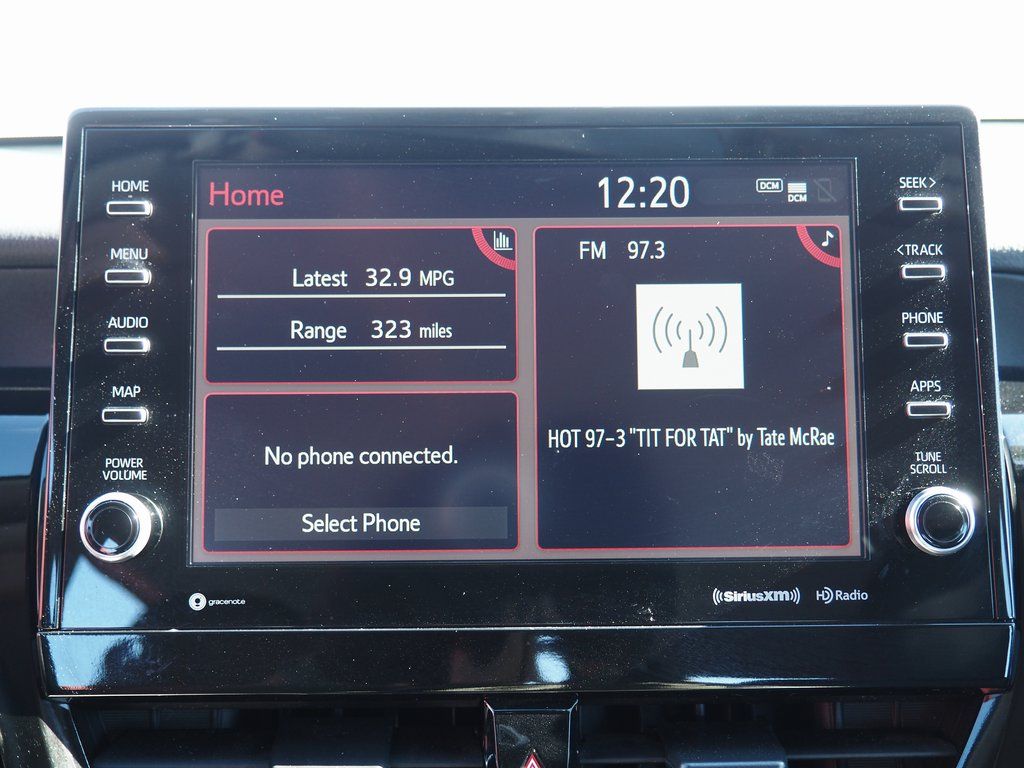 HOME
MENU
AUDIO
MAP
POWER
VOLUME
Home
12:20
DCM
DCM
Latest 32.9 MPG
Range 323 miles
No phone connected.
Select Phone
FM 97.3
HOT 97-3 "TIT FOR TAT" by Tate McRae
SEEK >
< TRACK
PHONE
APPS
TUNE
SCROLL
gracenote
((SiriusXM))
HD Radio